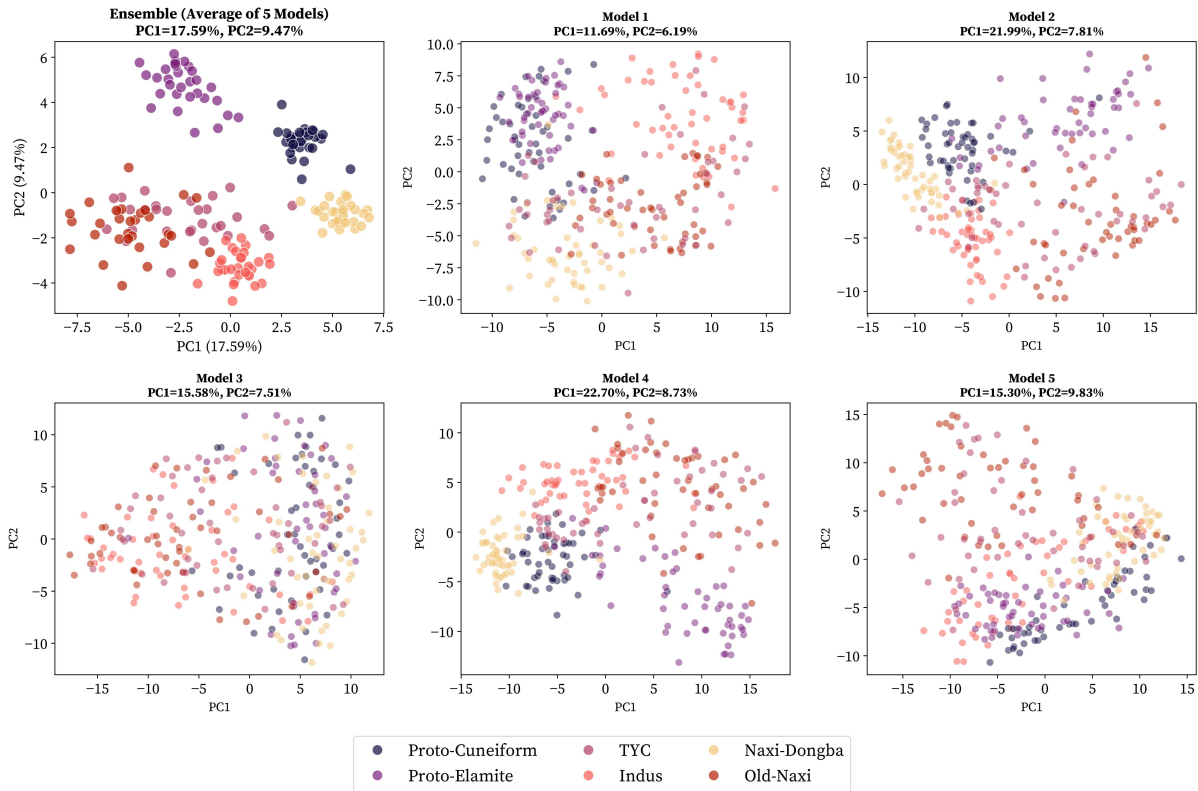 Ensemble (Average of 5 Models)
PC1=17.59%, PC2=9.47%
6
4
2
0
−2
−4
PC2 (9.47%)
−7.5 −5.0 −2.5 0.0 2.5 5.0 7.5
PC1 (17.59%)
Model 1
PC1=11.69%, PC2=6.19%
10.0
7.5
5.0
2.5
0.0
−2.5
−5.0
−7.5
−10.0
PC2
−10 −5 0 5 10 15
PC1
Model 2
PC1=21.99%, PC2=7.81%
10
5
0
−5
−10
PC2
−15 −10 −5 0 5 10 15
PC1
Model 3
PC1=15.58%, PC2=7.51%
10
5
0
−5
−10
PC2
−15 −10 −5 0 5 10
PC1
Model 4
PC1=22.70%, PC2=8.73%
10
5
0
−5
−10
PC2
−15 −10 −5 0 5 10 15
PC1
Model 5
PC1=15.30%, PC2=9.83%
15
10
5
0
−5
−10
PC2
−15 −10 −5 0 5 10 15
PC1
Proto-Cuneiform TYC Naxi-Dongba
Proto-Elamite Indus Old-Naxi